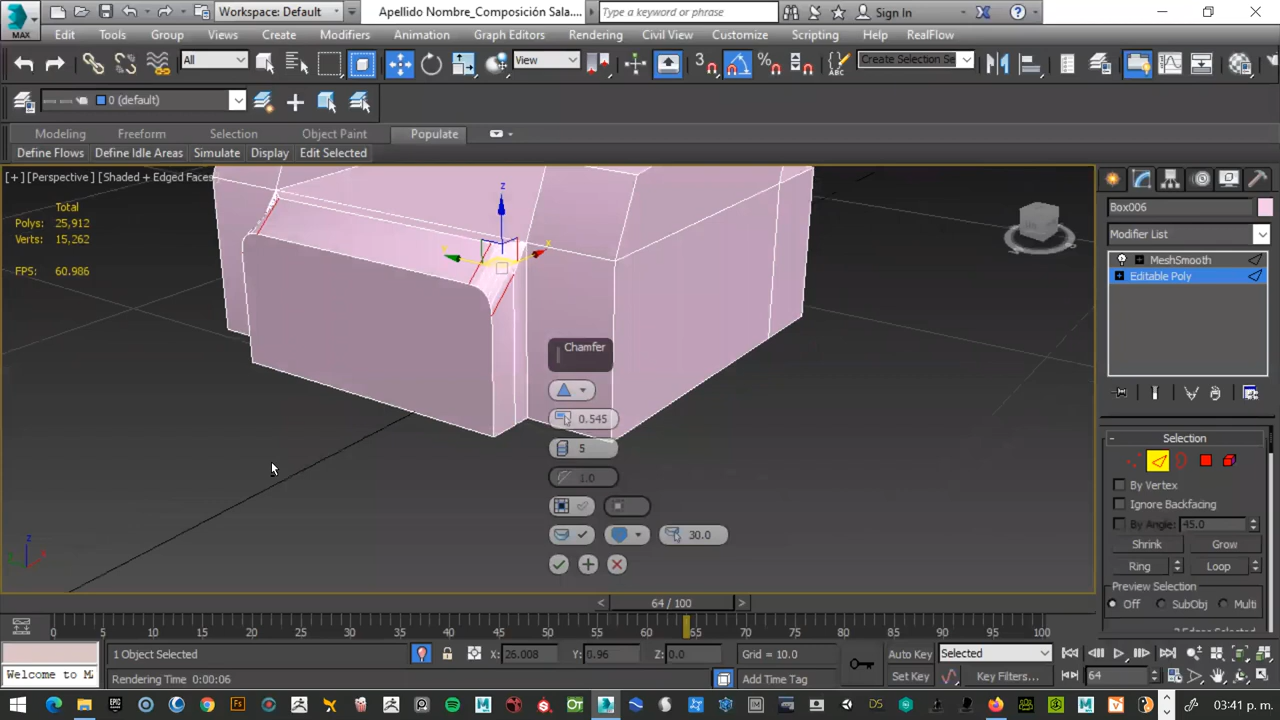 MAX
Workspace: Default
Apellido Nombre_Composición Sala....
Type a keyword or phrase
Sign In
Edit Tools Group Views Create Modifiers Animation Graph Editors Rendering Civil View Customize Scripting Help RealFlow
All
View
3
ABC
Create Selection Se
0 (default)
Modeling Freeform Selection Object Paint Populate
Define Flows Define Idle Areas Simulate Display Edit Selected
[+] [Perspective ] [Shaded + Edged Faces
Total
Polys: 25,912
Verts: 15,262
FPS: 60.986
z
x
Chamfer
0.545
5
1.0
30.0
z
Box006
Modifier List
MeshSmooth
Editable Poly
Selection
By Vertex
Ignore Backfacing
By Angle: 45.0
Shrink Grow
Ring Loop
Preview Selection
Off SubObj Multi
< 64 / 100 >
0 5 10 15 20 25 30 35 40 45 50 55 60 65 70 75 80 85 90 95 100
1 Object Selected
X: 26.008 Y: 0.96 Z: 0.0 Grid = 10.0
Auto Key Selected
Welcome to M
Rendering Time 0:00:06
Add Time Tag
Set Key Key Filters...
64
Fs
OT
DS
03:41 p. m.